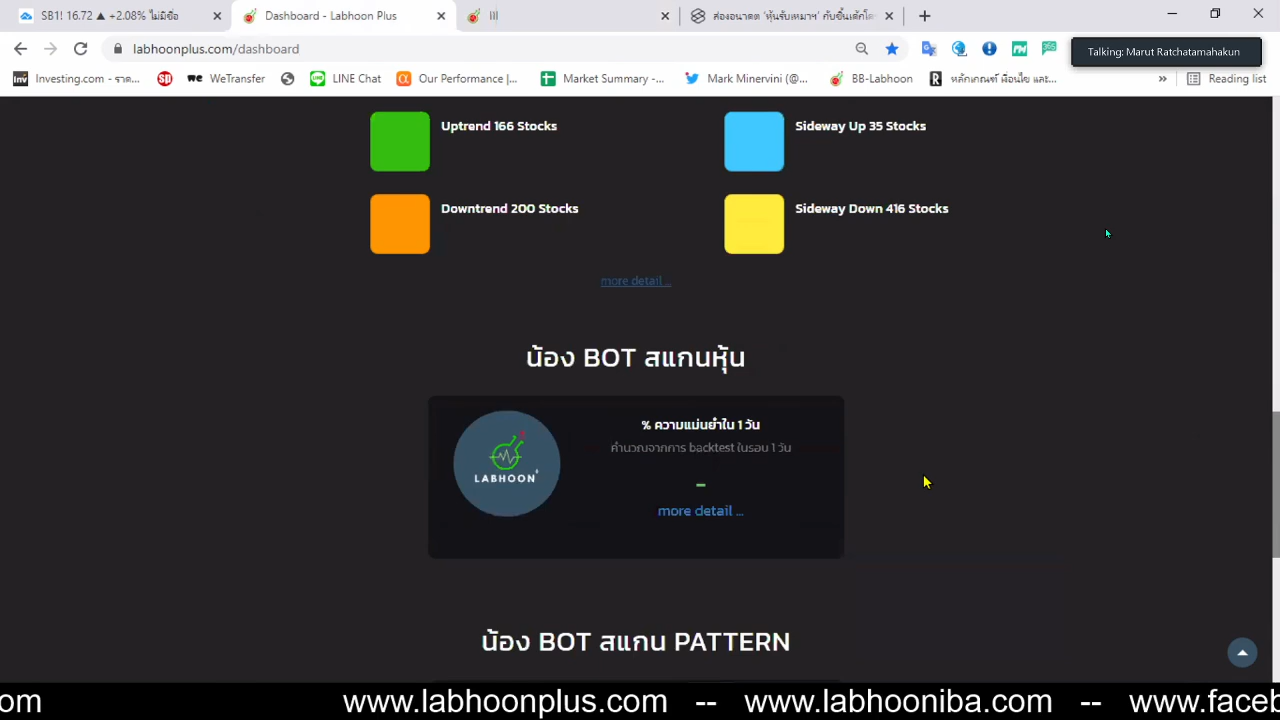 SB1! 16.72 ▲ +2.08% ไม่มีชื่อ
Dashboard - Labhoon Plus
ส่องอนาคต 'หุ้นรับเหมาฯ' กับขึ้นเค้กโค
labhoonplus.com/dashboard
Talking: Marut Ratchatamahakun
Investing.com - ราค...
WeTransfer
LINE Chat
Our Performance |...
Market Summary -...
Mark Minervini (@...
BB-Labhoon
หลักเกณฑ์ เงื่อนไข และ...
Reading list
Uptrend 166 Stocks
Sideway Up 35 Stocks
Downtrend 200 Stocks
Sideway Down 416 Stocks
more detail ...
น้อง BOT สแกนหุ้น
% ความแม่นยำใน 1 วัน
คำนวณจากการ backtest ในรอบ 1 วัน
LABHOON
-
more detail ...
น้อง BOT สแกน PATTERN
om www.labhoonplus.com -- www.labhooniba.com -- www.faceb